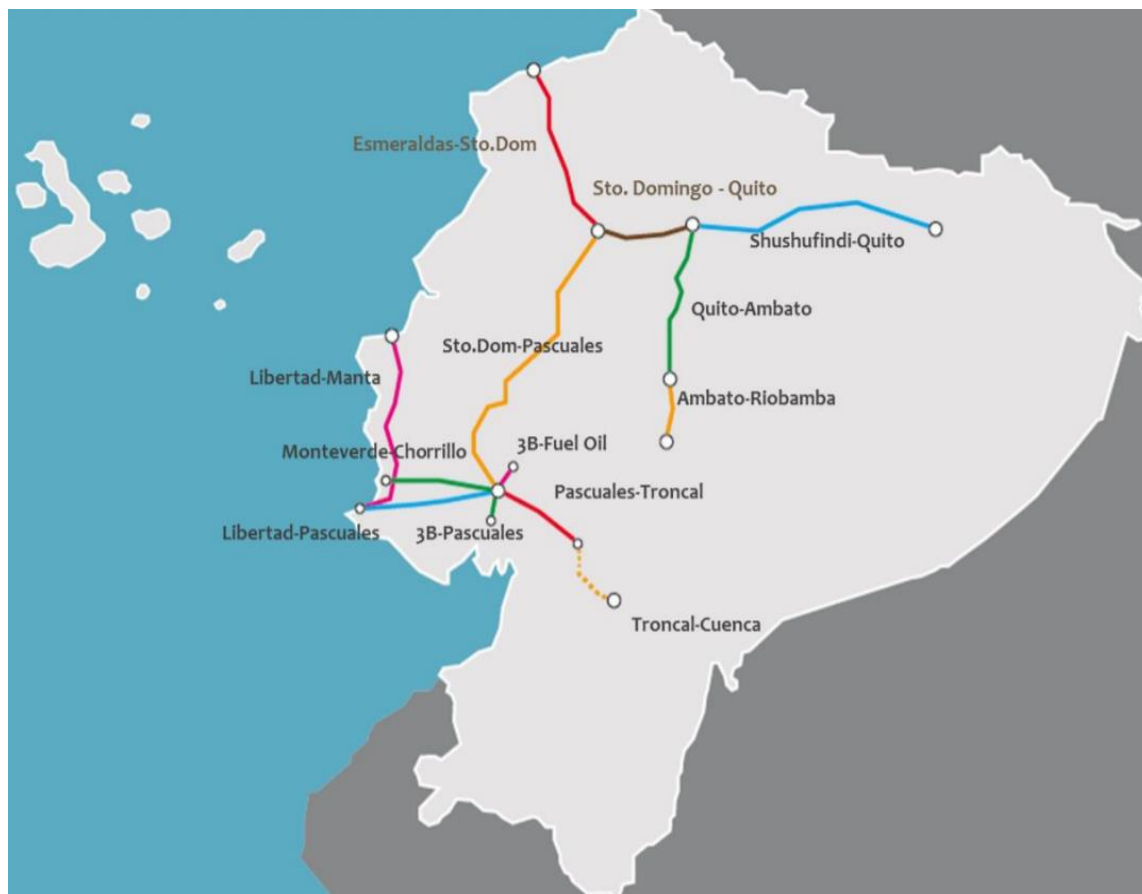 Esmeraldas-Sto.Dom
Sto. Domingo - Quito
Shushufindi-Quito
Quito-Ambato
Sto.Dom-Pascuales
Libertad-Manta
Ambato-Riobamba
3B-Fuel Oil
Monteverde-Chorrillo
Pascuales-Troncal
Libertad-Pascuales
3B-Pascuales
Troncal-Cuenca